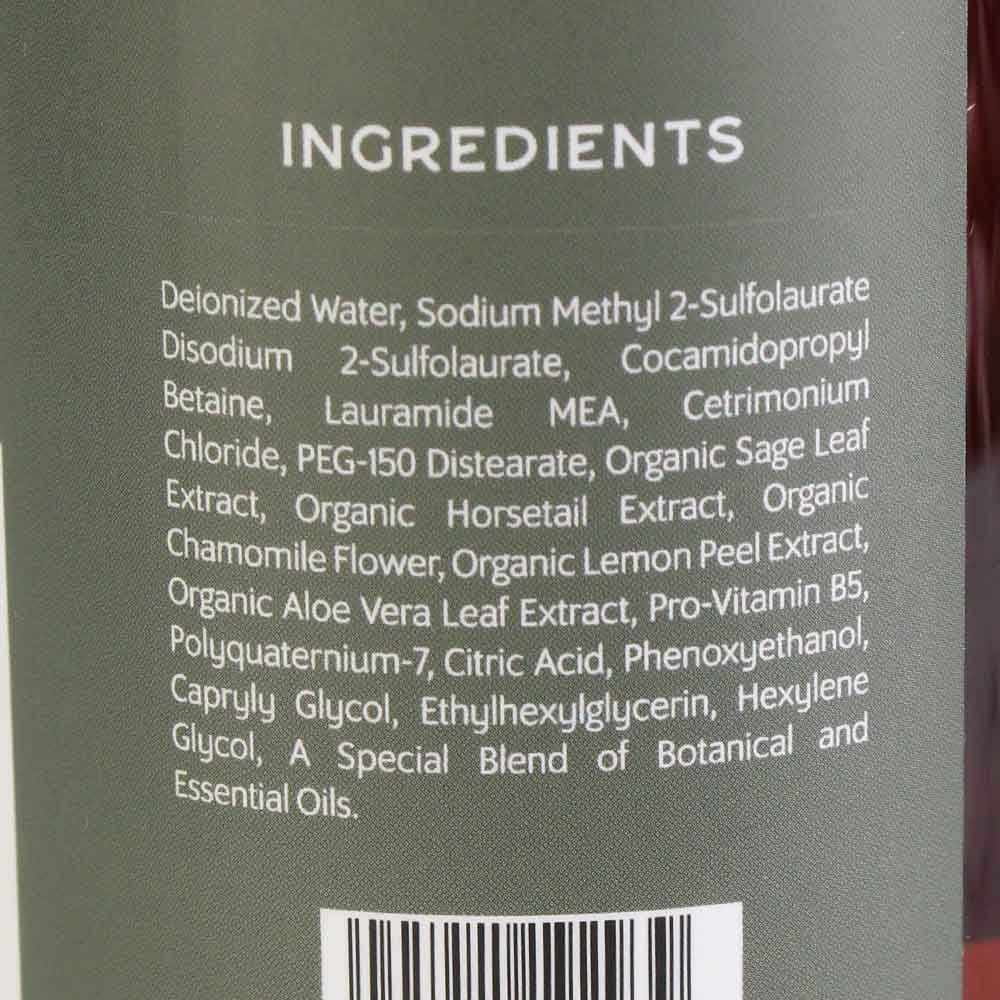 INGREDIENTS
Deionized Water, Sodium Methyl 2-Sulfolaurate
Disodium 2-Sulfolaurate, Cocamidopropyl
Betaine, Lauramide MEA, Cetrimonium
Chloride, PEG-150 Distearate, Organic Sage Leaf
Extract, Organic Horsetail Extract, Organic
Chamomile Flower, Organic Lemon Peel Extract,
Organic Aloe Vera Leaf Extract, Pro-Vitamin B5,
Polyquaternium-7, Citric Acid, Phenoxyethanol,
Capryly Glycol, Ethylhexylglycerin, Hexylene
Glycol, A Special Blend of Botanical and
Essential Oils.